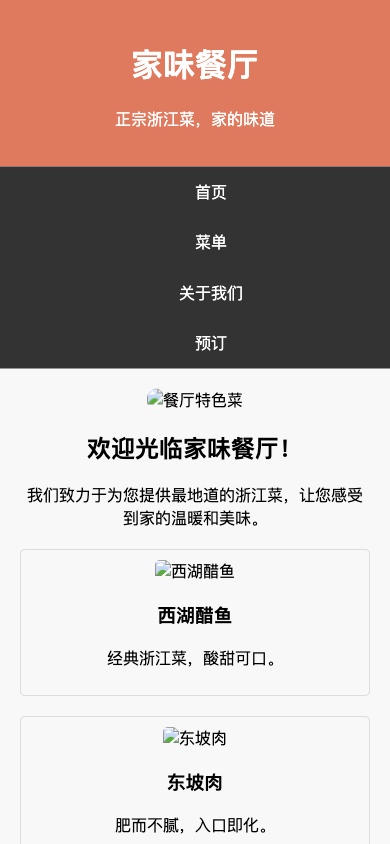 家味餐厅
正宗浙江菜，家的味道
首页
菜单
关于我们
预订
餐厅特色菜
欢迎光临家味餐厅！
我们致力于为您提供最地道的浙江菜，让您感受
到家的温暖和美味。
西湖醋鱼
西湖醋鱼
经典浙江菜，酸甜可口。
东坡肉
东坡肉
肥而不腻，入口即化。